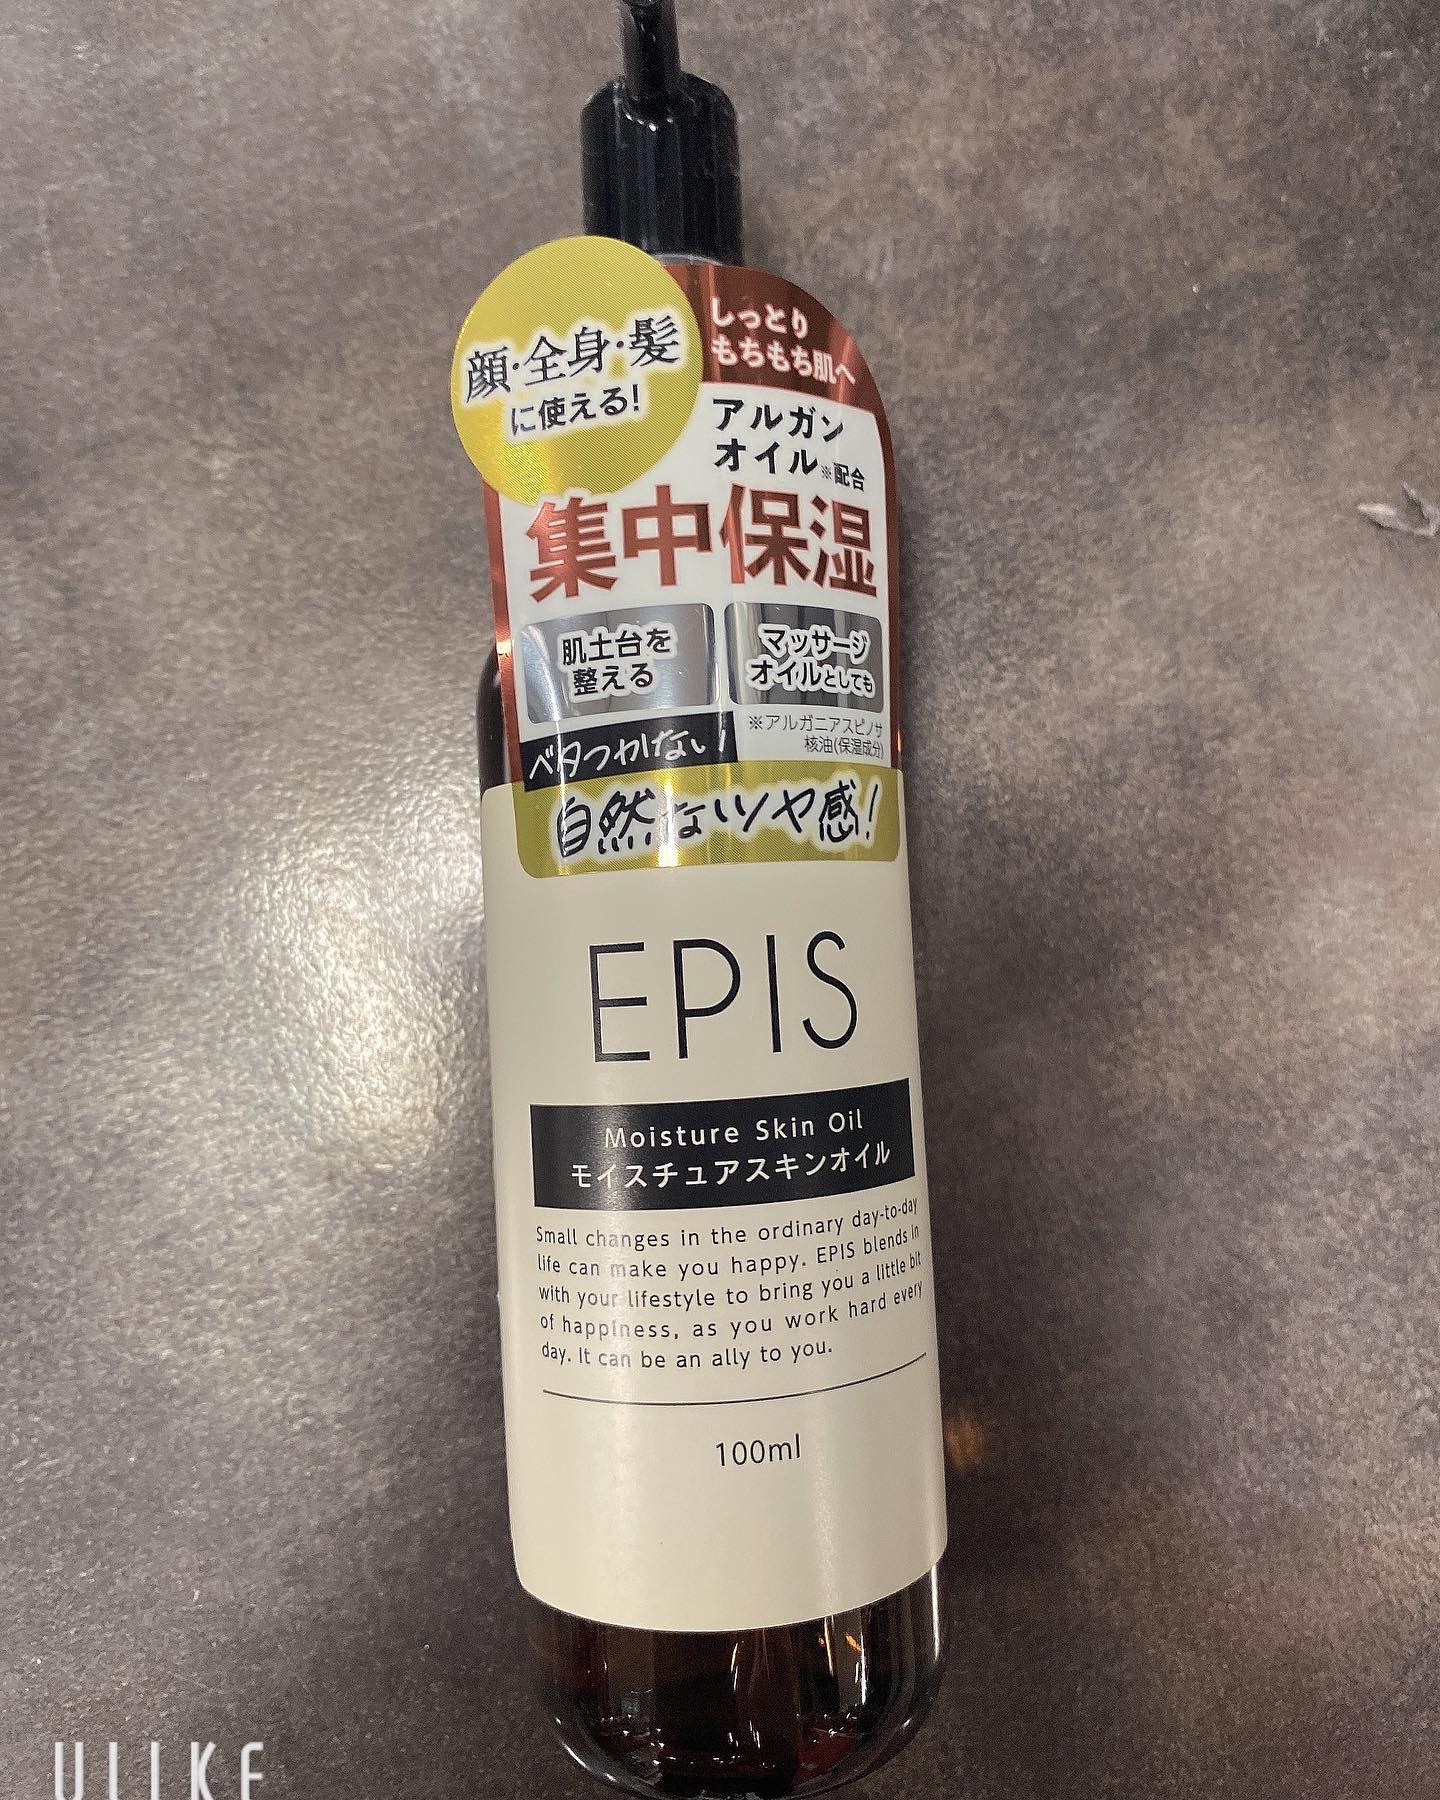 顔・全身・髪
に使える!
しっとり
もちもち肌へ
アルガン
オイル※配合
集中保湿
肌土台を
整える
マッサージ
オイルとしても
※アルガニアスピノサ
核油(保湿成分)
ベタつかない
自然なツヤ感!
EPIS
Moisture Skin Oil
モイスチュアスキンオイル
Small changes in the ordinary day-to-day
life can make you happy. EPIS blends in
with your lifestyle to bring you a little bit
of happiness, as you work hard every
day. It can be an ally to you.
100ml
ULIKE